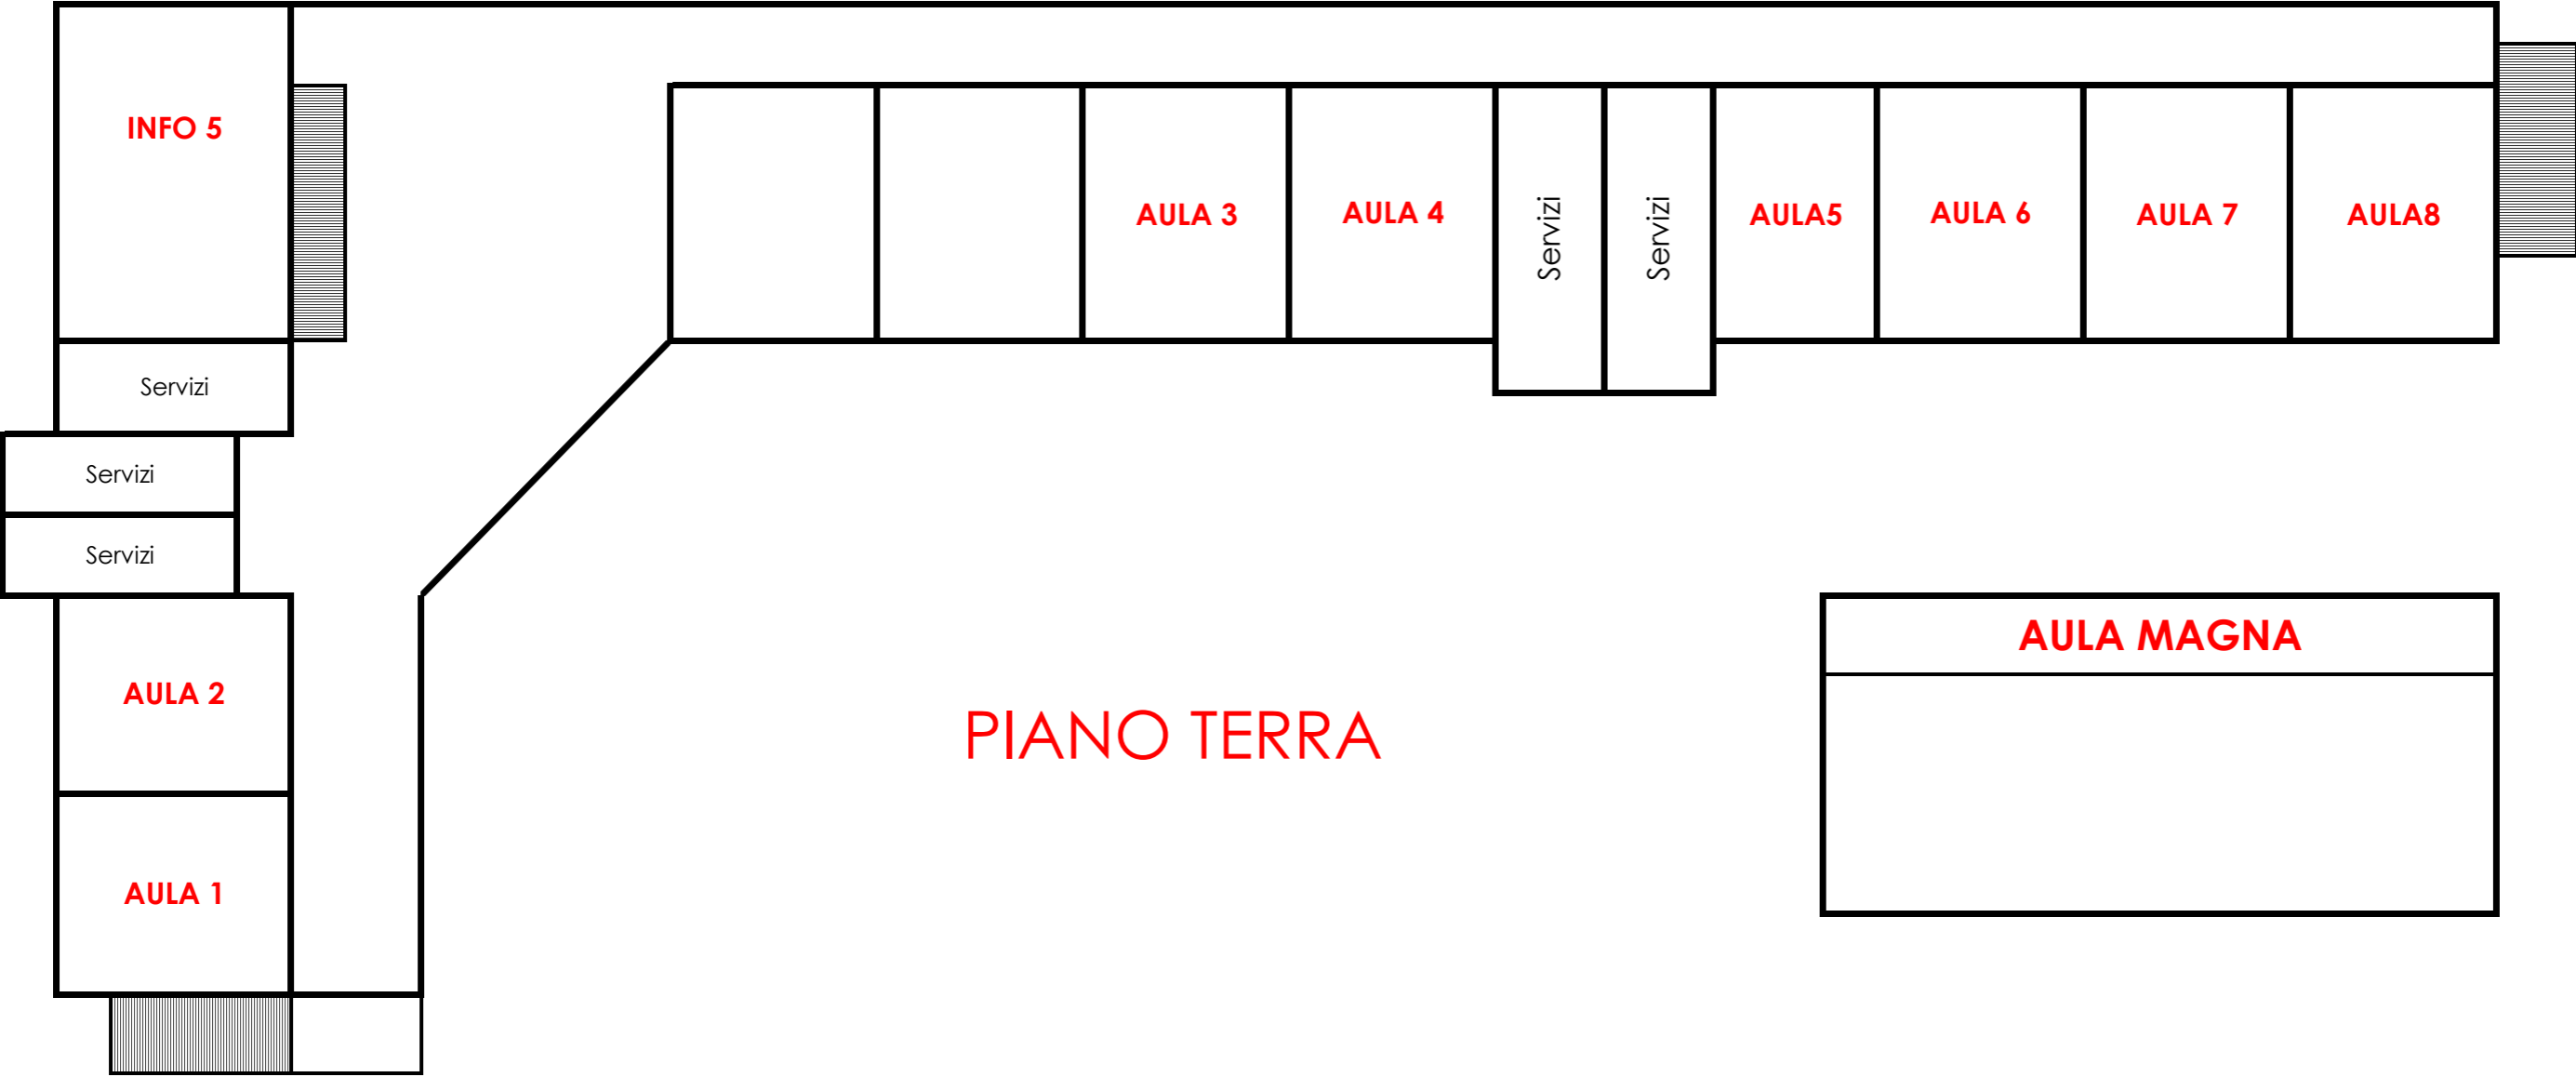 INFO 5
AULA 3
AULA 4
Servizi
Servizi
AULA5
AULA 6
AULA 7
AULA8
Servizi
Servizi
Servizi
AULA 2
AULA 1
PIANO TERRA
AULA MAGNA